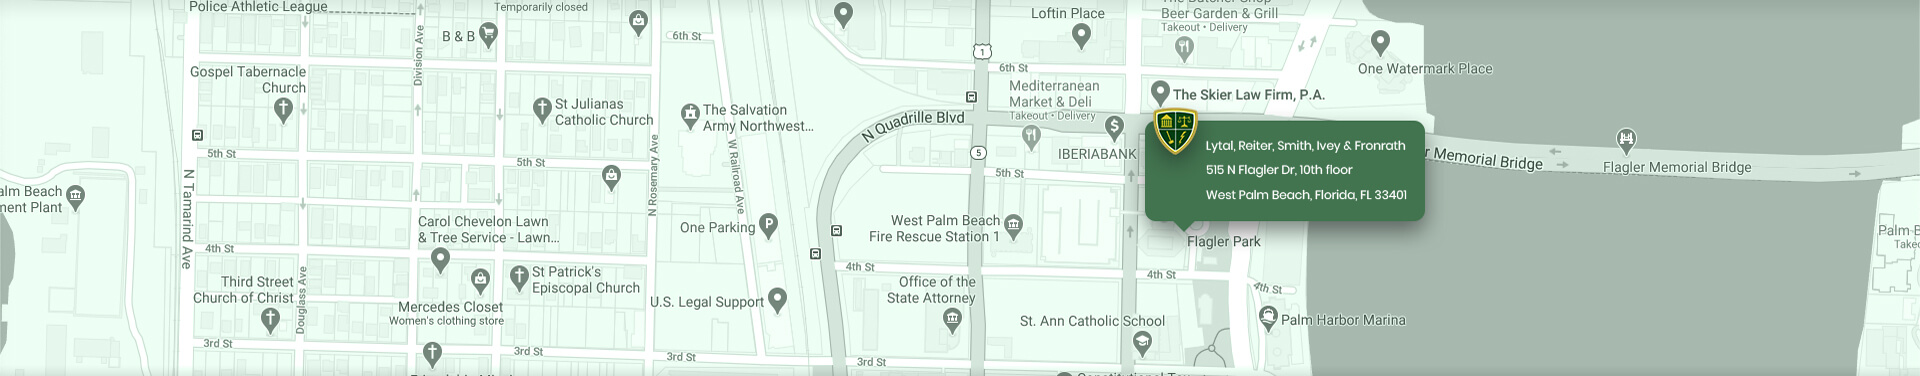 Police Athletic League
Temporarily closed
B & B
Division Ave
6th St
1
Loftin Place
Beer Garden & Grill
Takeout • Delivery
6th St
One Watermark Place
Gospel Tabernacle
Church
St Julianas
Catholic Church
The Salvation
Army Northwest...
N Quadrille Blvd
Mediterranean
Market & Deli
Takeout • Delivery
The Skier Law Firm, P.A.
IBERIABANK
Lytal, Reiter, Smith, Ivey & Fronrath
515 N Flagler Dr, 10th floor
West Palm Beach, Florida, FL 33401
r Memorial Bridge
Flagler Memorial Bridge
5th St
5th St
5
5th St
N Tamarind Ave
N Rosemary Ave
W Railroad Ave
alm Beach
ment Plant
Carol Chevelon Lawn
& Tree Service - Lawn...
One Parking
P
West Palm Beach
Fire Rescue Station 1
Flagler Park
Palm B
Takeo
4th St
4th St
4th St
4th St
Third Street
Church of Christ
Douglass Ave
Mercedes Closet
Women's clothing store
St Patrick's
Episcopal Church
U.S. Legal Support
Office of the
State Attorney
St. Ann Catholic School
Palm Harbor Marina
3rd St
3rd St
3rd St
3rd St